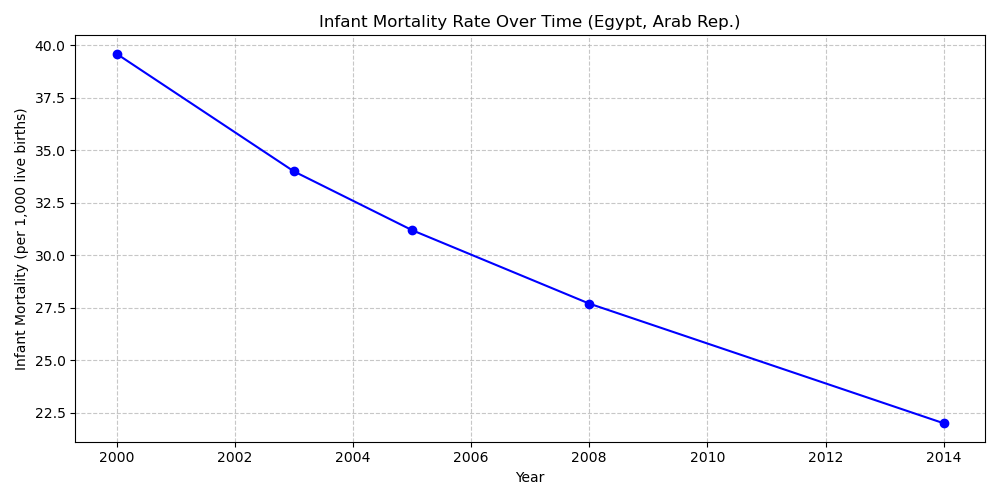 Infant Mortality Rate Over Time (Egypt, Arab Rep.)
Infant Mortality (per 1,000 live births)
40.0
37.5
35.0
32.5
30.0
27.5
25.0
22.5
2000 2002 2004 2006 2008 2010 2012 2014
Year